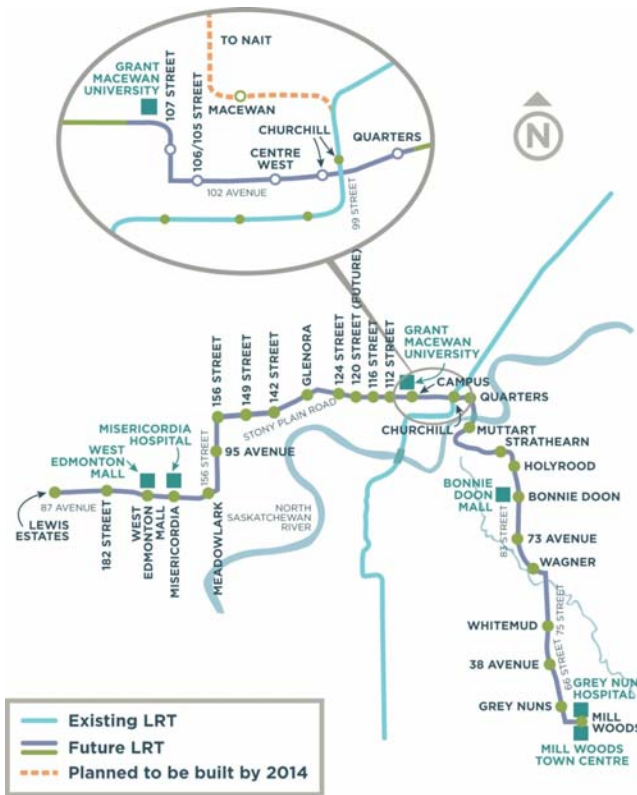 TO NAIT
GRANT
MACEWAN
UNIVERSITY
107 STREET
106/105 STREET
MACEWAN
CHURCHILL
QUARTERS
CENTRE
WEST
102 AVENUE
99 STREET
N
156 STREET
149 STREET
142 STREET
GLENORA
124 STREET
120 STREET (FUTURE)
116 STREET
112 STREET
GRANT
MACEWAN
UNIVERSITY
CAMPUS
QUARTERS
CHURCHILL
MUTTART
STRATHEARN
HOLYROOD
STONY PLAIN ROAD
MISERICORDIA
HOSPITAL
WEST
EDMONTON
MALL
156 STREET
95 AVENUE
BONNIE
DOON
MALL
BONNIE DOON
87 AVENUE
LEWIS
ESTATES
182 STREET
WEST
EDMONTON
MALL
MISERICORDIA
MEADOWLARK
NORTH
SASKATCHEWAN
RIVER
83 STREET
73 AVENUE
WAGNER
WHITEMUD
75 STREET
38 AVENUE
66 STREET
GREY NUNS
GREY NUN
HOSPITAL
MILL
WOODS
MILL WOODS
TOWN CENTRE
Existing LRT
Future LRT
Planned to be built by 2014